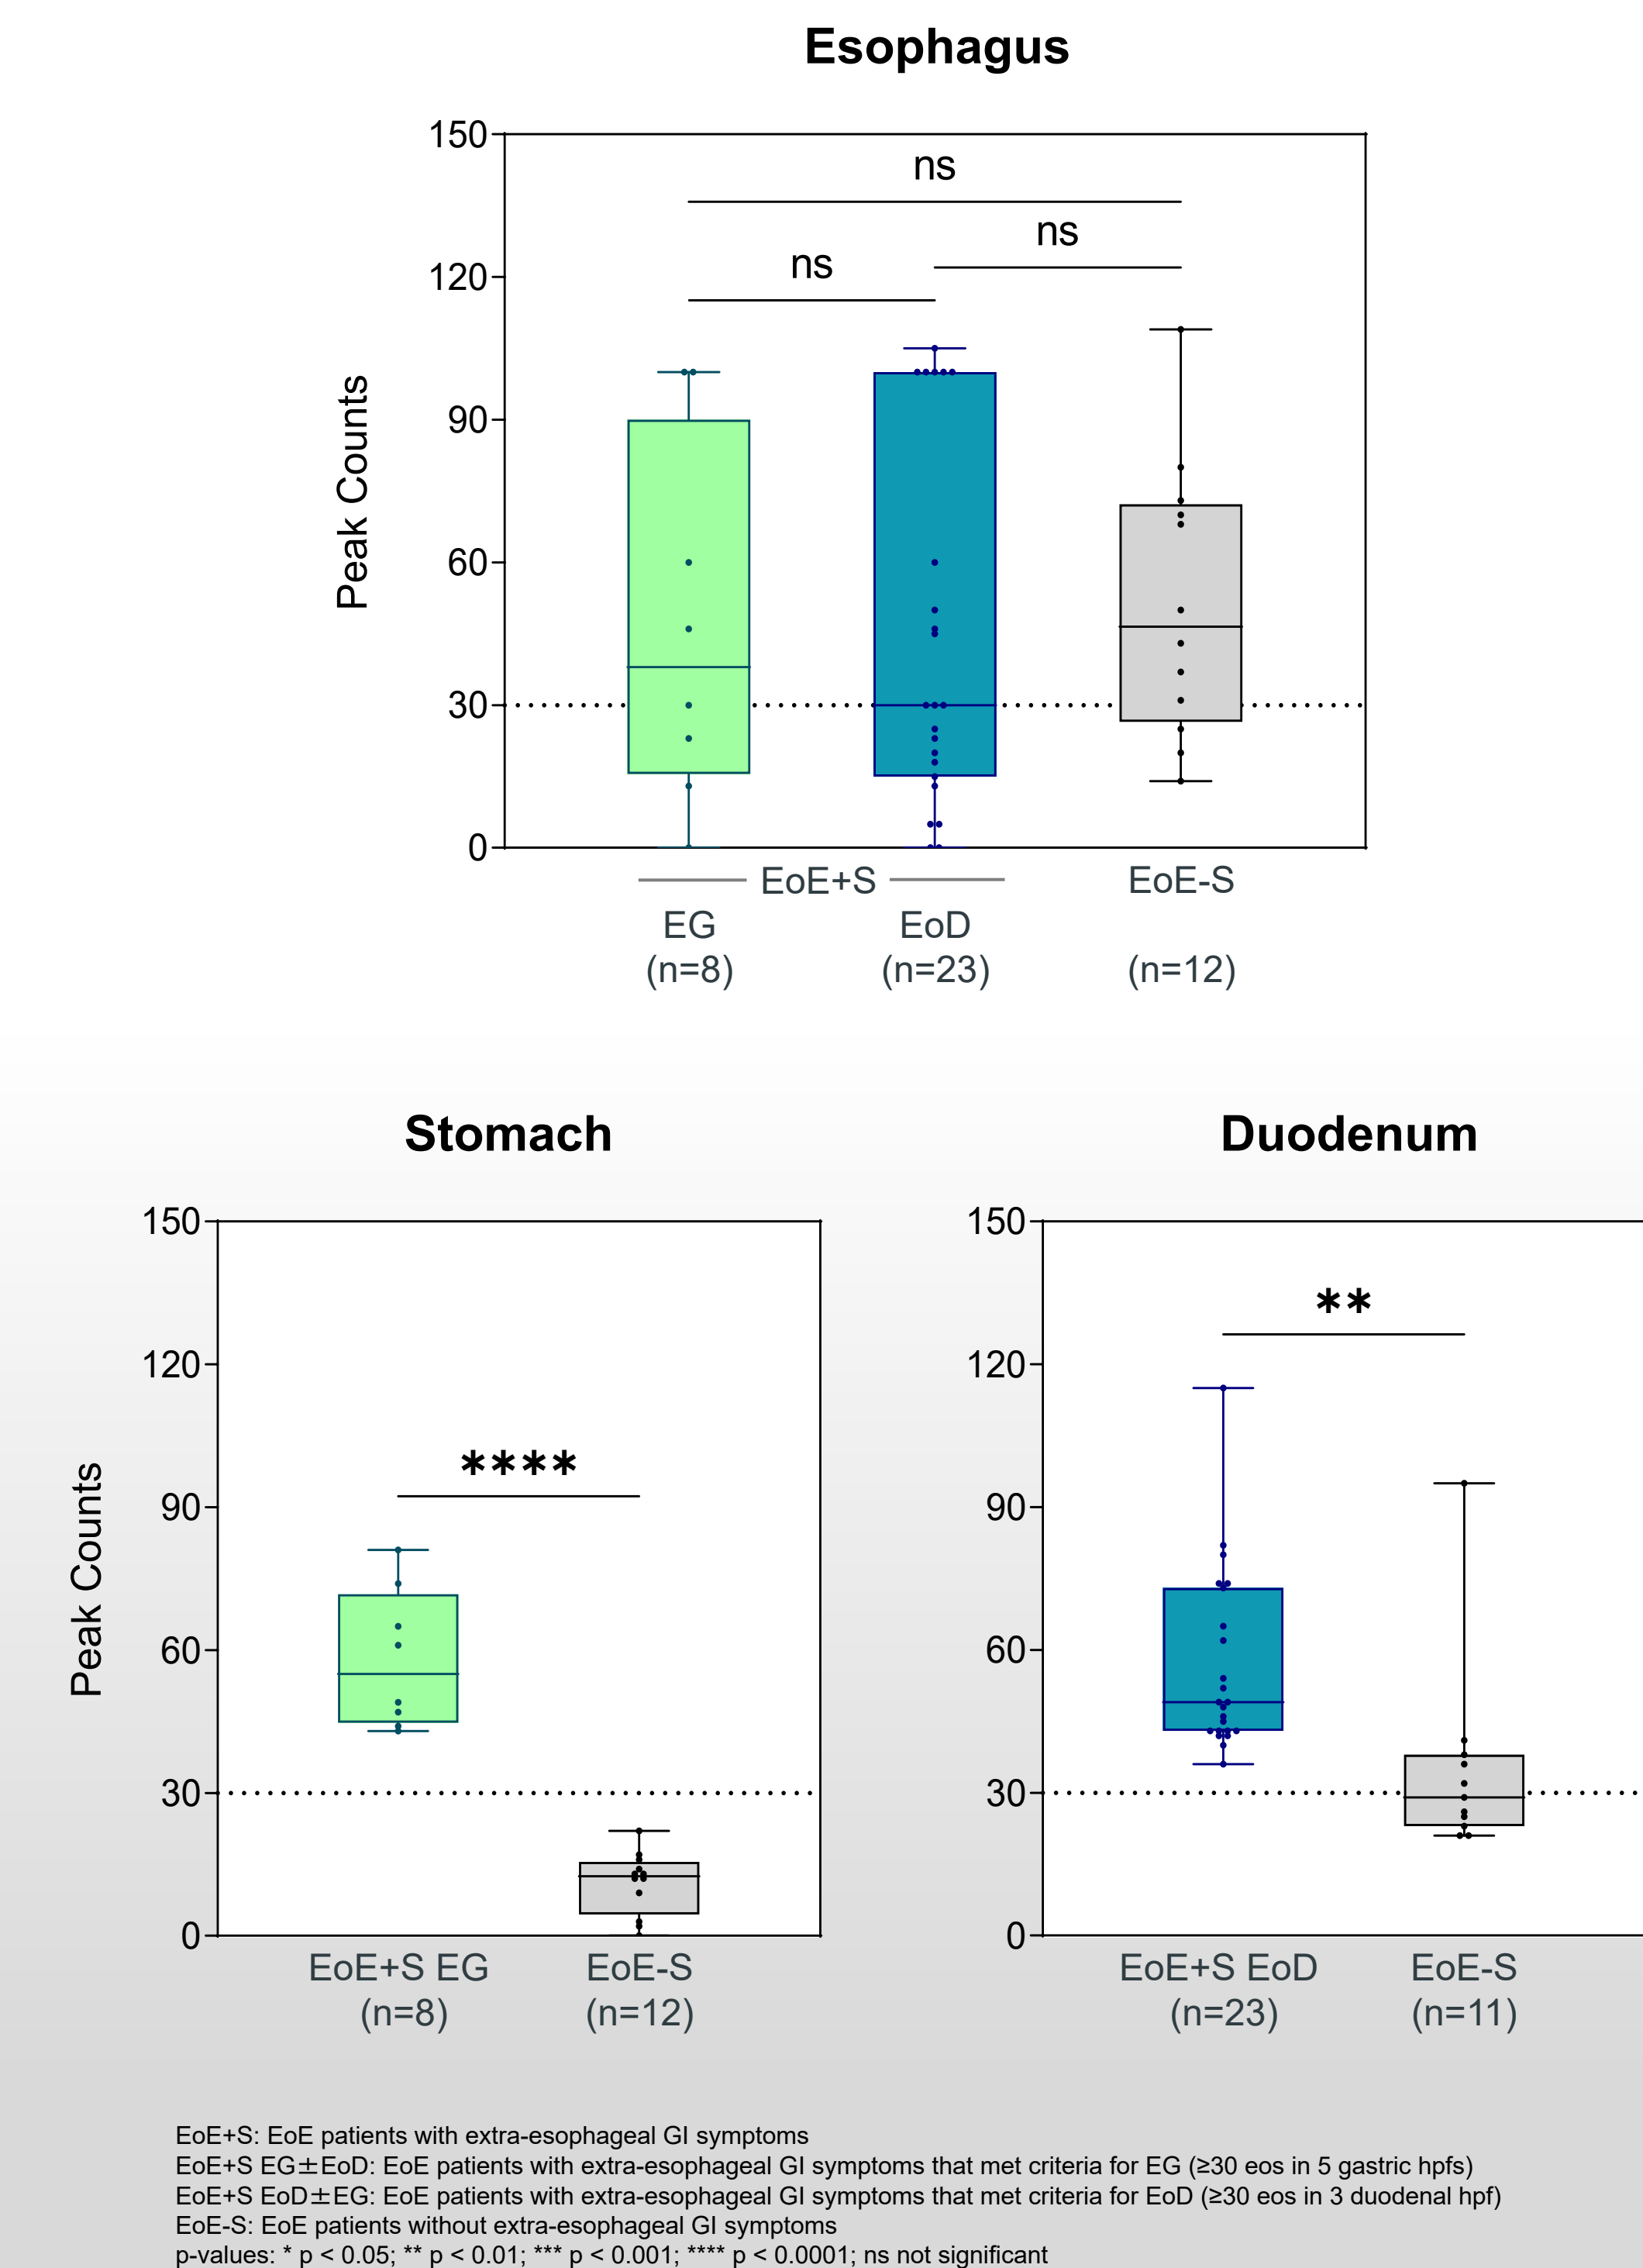 Esophagus
150
120
90
60
30
0
Peak Counts
ns
ns
ns
EoE+S
EoE-S
EG
EoD
(n=8)
(n=23)
(n=12)
Stomach
150
120
90
60
30
0
Peak Counts
****
EoE+S EG
EoE-S
(n=8)
(n=12)
Duodenum
150
120
90
60
30
0
**
EoE+S EoD
EoE-S
(n=23)
(n=11)
EoE+S: EoE patients with extra-esophageal GI symptoms
EoE+S EG±EoD: EoE patients with extra-esophageal GI symptoms that met criteria for EG (≥30 eos in 5 gastric hpfs)
EoE+S EoD±EG: EoE patients with extra-esophageal GI symptoms that met criteria for EoD (≥30 eos in 3 duodenal hpf)
EoE-S: EoE patients without extra-esophageal GI symptoms
p-values: * p < 0.05; ** p < 0.01; *** p < 0.001; **** p < 0.0001; ns not significant